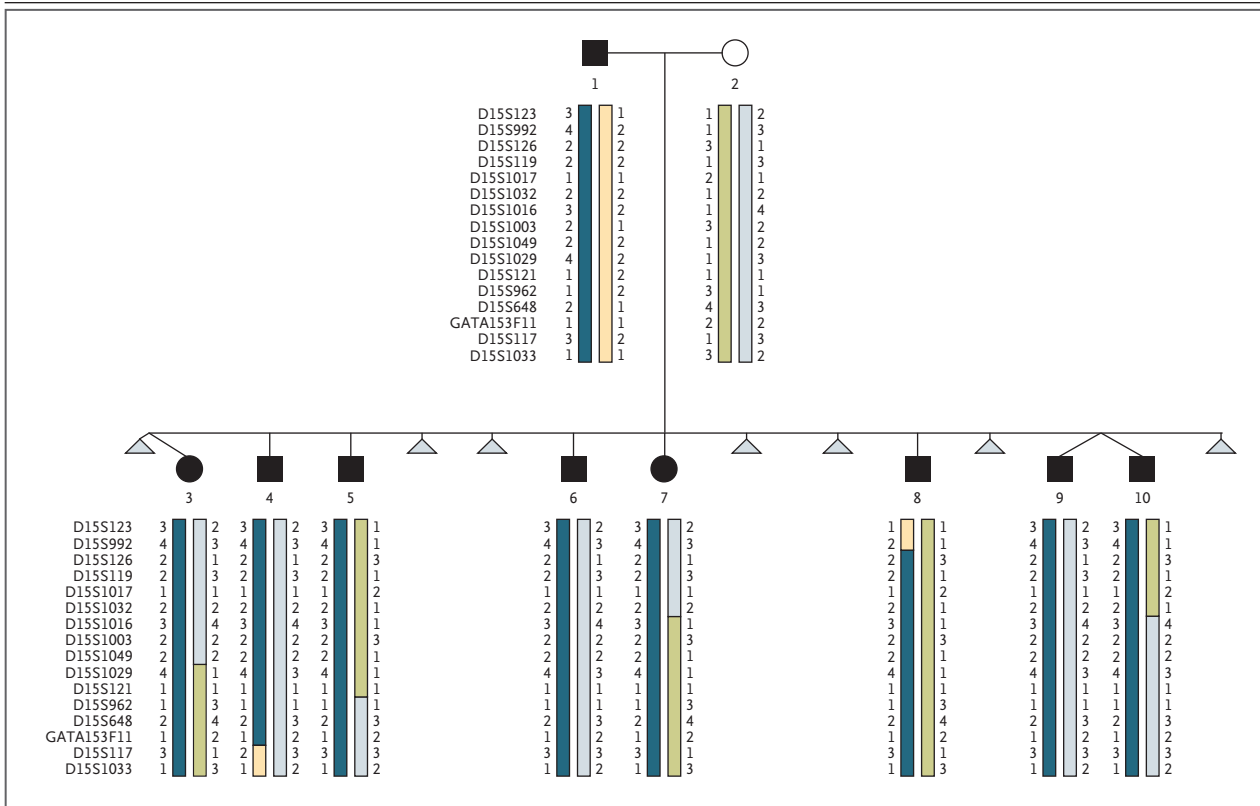 1 2
D15S123 3 1 1 2
D15S992 4 2 1 3
D15S126 2 2 3 1
D15S119 2 2 1 3
D15S1017 1 1 2 1
D15S1032 2 2 1 2
D15S1016 3 2 1 4
D15S1003 2 1 3 2
D15S1049 2 2 1 2
D15S1029 4 2 1 3
D15S121 1 2 1 1
D15S962 1 2 3 1
D15S648 2 1 4 3
GATA153F11 1 1 2 2
D15S117 3 2 1 3
D15S1033 1 1 3 2
3 4 5 6 7 8 9 10
D15S123 3 2 3 2 3 1 3 2 3 2 1 1 3 2 3 1
D15S992 4 3 4 3 4 1 4 3 4 3 2 1 4 3 4 1
D15S126 2 1 2 1 2 3 2 1 2 1 2 3 2 1 2 3
D15S119 2 3 2 3 2 1 2 3 2 3 2 1 2 3 2 1
D15S1017 1 1 1 1 1 2 1 1 1 1 1 2 1 1 1 2
D15S1032 2 2 2 2 2 1 2 2 2 2 2 1 2 2 2 1
D15S1016 3 4 3 4 3 1 3 4 3 1 3 1 3 4 3 4
D15S1003 2 2 2 2 2 3 2 2 2 3 2 3 2 2 2 2
D15S1049 2 2 2 2 2 1 2 2 2 1 2 1 2 2 2 2
D15S1029 4 1 4 3 4 1 4 3 4 1 4 1 4 3 4 3
D15S121 1 1 1 1 1 1 1 1 1 1 1 1 1 1 1 1
D15S962 1 3 1 1 1 1 1 1 1 3 1 3 1 1 1 1
D15S648 2 4 2 3 2 3 2 3 2 4 2 4 2 3 2 3
GATA153F11 1 2 1 2 1 2 1 2 1 2 1 2 1 2 1 2
D15S117 3 1 2 3 3 3 3 3 3 1 3 1 3 3 3 3
D15S1033 1 3 1 2 1 2 1 2 1 3 1 3 1 2 1 2